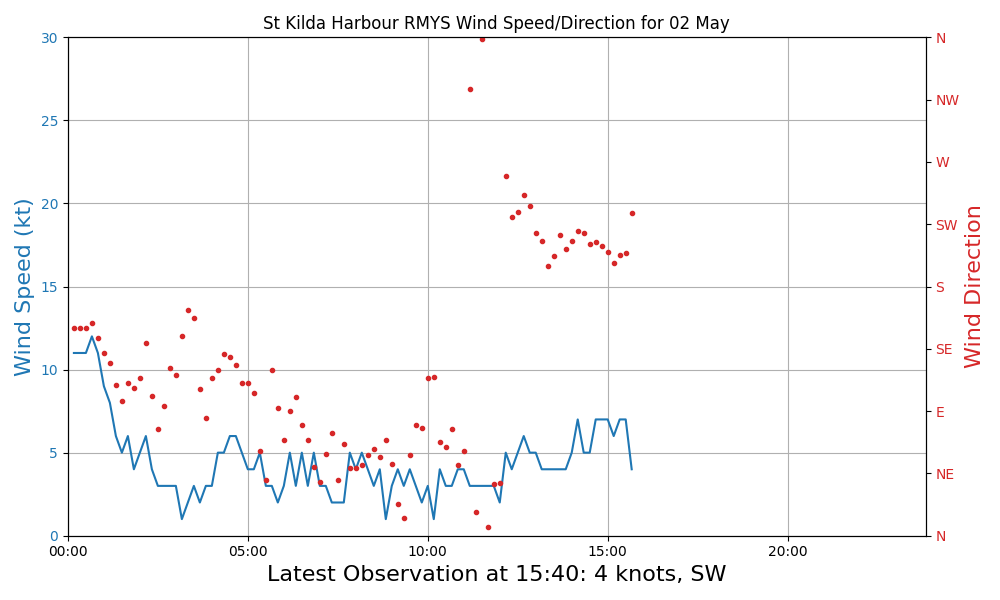 St Kilda Harbour RMYS Wind Speed/Direction for 02 May
30
25
20
15
10
5
0
Wind Speed (kt)
N
NW
W
SW
S
SE
E
NE
N
Wind Direction
00:00
05:00
10:00
15:00
20:00
Latest Observation at 15:40: 4 knots, SW